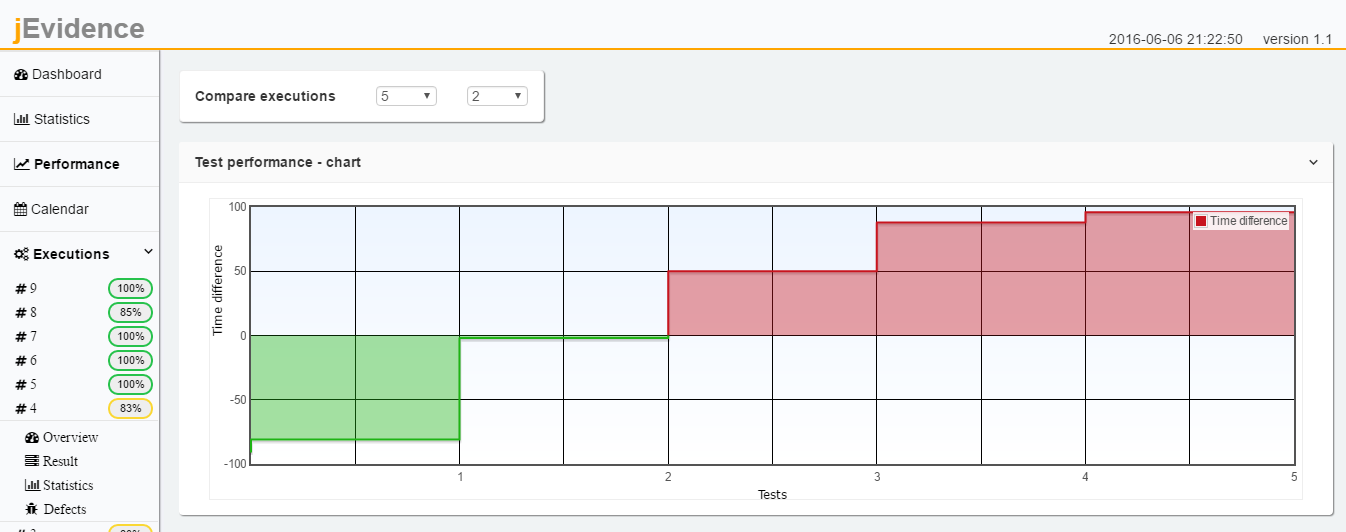 jEvidence
2016-06-06 21:22:50 version 1.1
Dashboard
Statistics
Performance
Calendar
Executions
# 9 100%
# 8 85%
# 7 100%
# 6 100%
# 5 100%
# 4 83%
Overview
Result
Statistics
Defects
Compare executions 5 2
Test performance - chart
Time difference
100
50
0
-50
-100
Time difference
1 2 3 4 5
Tests